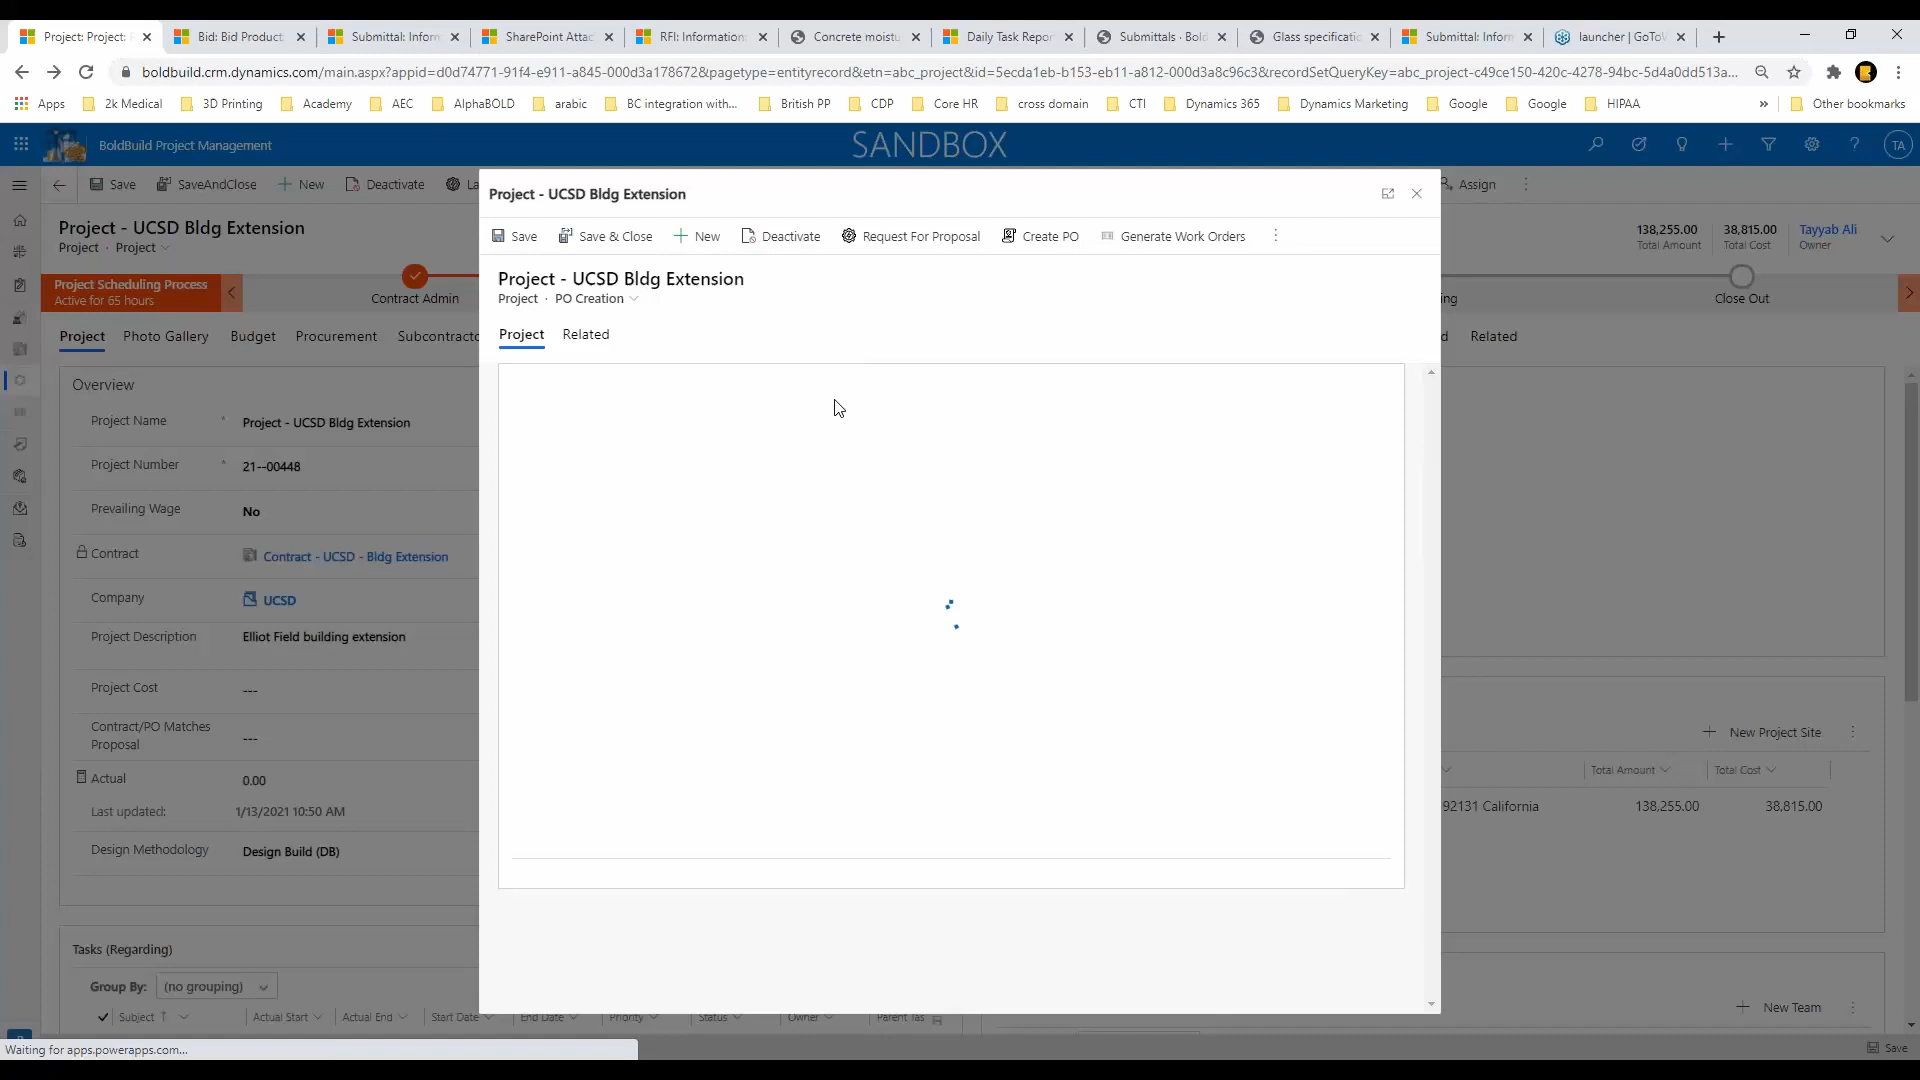 Project: Project: 
Bid: Bid Product
Submittal: Inform
SharePoint Attac
RFI: Information
Concrete moistu
Daily Task Repor
Submittals · Bold
Glass specificatio
Submittal: Inform
launcher | GoToW
boldbuild.crm.dynamics.com/main.aspx?appid=d0d74771-91f4-e911-a845-000d3a178672&pagetype=entityrecord&etn=abc_project&id=5ecda1eb-b153-eb11-a812-000d3a8c96c3&recordSetQueryKey=abc_project-c49ce150-420c-4278-94bc-5d4a0dd513a...
Apps 2k Medical 3D Printing Academy AEC AlphaBOLD arabic BC integration with... British PP CDP Core HR cross domain CTI Dynamics 365 Dynamics Marketing Google Google HIPAA » Other bookmarks
BoldBuild Project Management
SANDBOX
TA
Save SaveAndClose New Deactivate La
Assign
Project - UCSD Bldg Extension
Project · Project
138,255.00
Total Amount
38,815.00
Total Cost
Tayyab Ali
Owner
Project Scheduling Process
Active for 65 hours
Contract Admin
ing
Close Out
Project Photo Gallery Budget Procurement Subcontracto
d Related
Overview
Project Name * Project - UCSD Bldg Extension
Project Number * 21--00448
Prevailing Wage No
Contract Contract - UCSD - Bldg Extension
Company UCSD
Project Description Elliot Field building extension
Project Cost ---
Contract/PO Matches
Proposal ---
Actual 0.00
Last updated: 1/13/2021 10:50 AM
Design Methodology Design Build (DB)
Tasks (Regarding)
Group By: (no grouping)
Subject ↑ Actual Start Actual End Start Date End Date Priority Status Owner Parent Tas
Project - UCSD Bldg Extension
Save Save & Close New Deactivate Request For Proposal Create PO Generate Work Orders
Project - UCSD Bldg Extension
Project · PO Creation
Project Related
New Project Site
Total Amount Total Cost
92131 California 138,255.00 38,815.00
New Team
Waiting for apps.powerapps.com...
Save